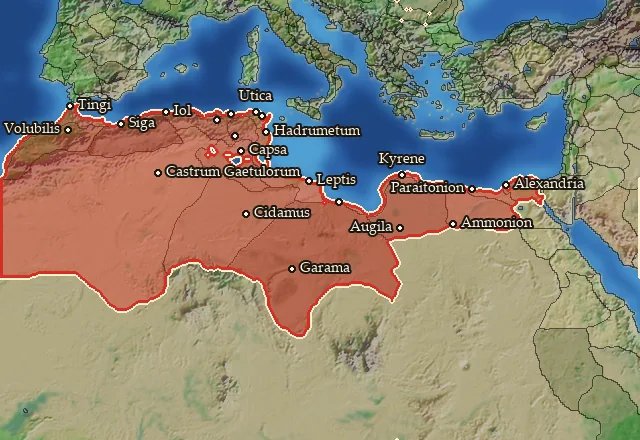 Utica
Tingi
Iol
Siga
Volubilis
Hadrumetum
Capsa
Kyrene
Castrum Gaetulorum
Leptis
Paraitonion
Alexandria
Cidamus
Augila
Ammonion
Garama